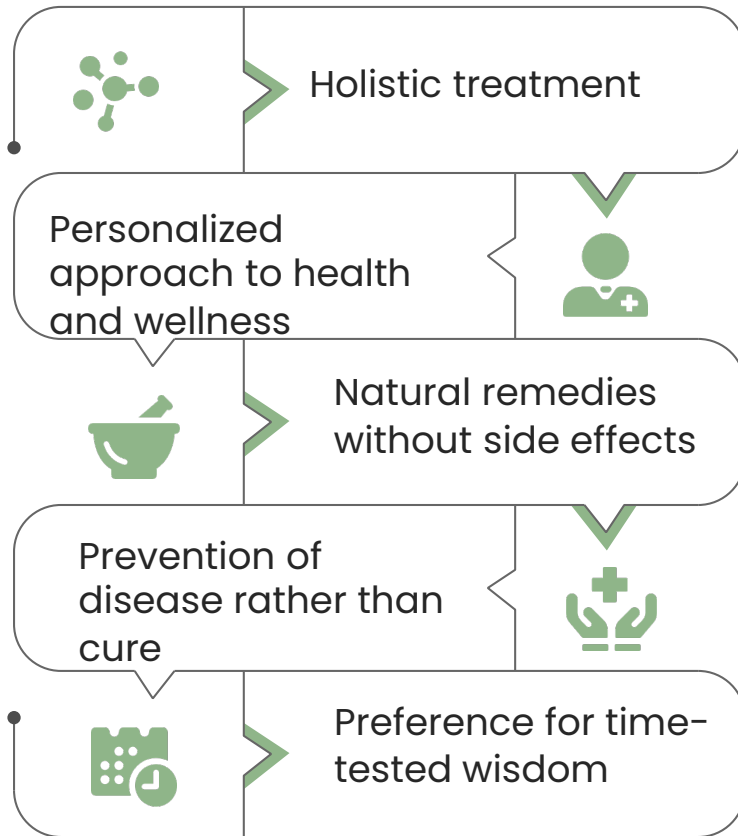 Holistic treatment
Personalized
approach to health
and wellness
Natural remedies
without side effects
Prevention of
disease rather than
cure
Preference for time-
tested wisdom